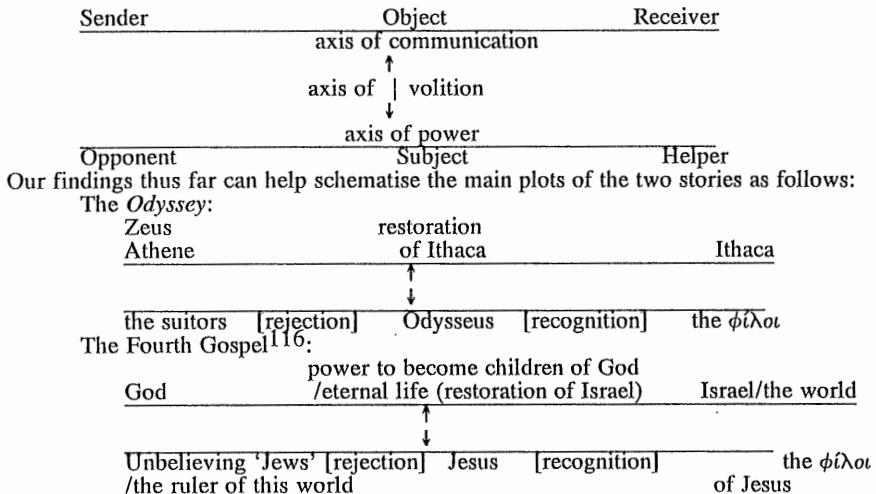 Sender Object Receiver
axis of communication
axis of | volition
axis of power
Opponent Subject Helper
Our findings thus far can help schematise the main plots of the two stories as follows:
The Odyssey:
Zeus restoration
Athene of Ithaca Ithaca
the suitors [rejection] Odysseus [recognition] the φίλοι
The Fourth Gospel116:
power to become children of God
God /eternal life (restoration of Israel) Israel/the world
Unbelieving 'Jews' [rejection] Jesus [recognition] the φίλοι
/the ruler of this world of Jesus